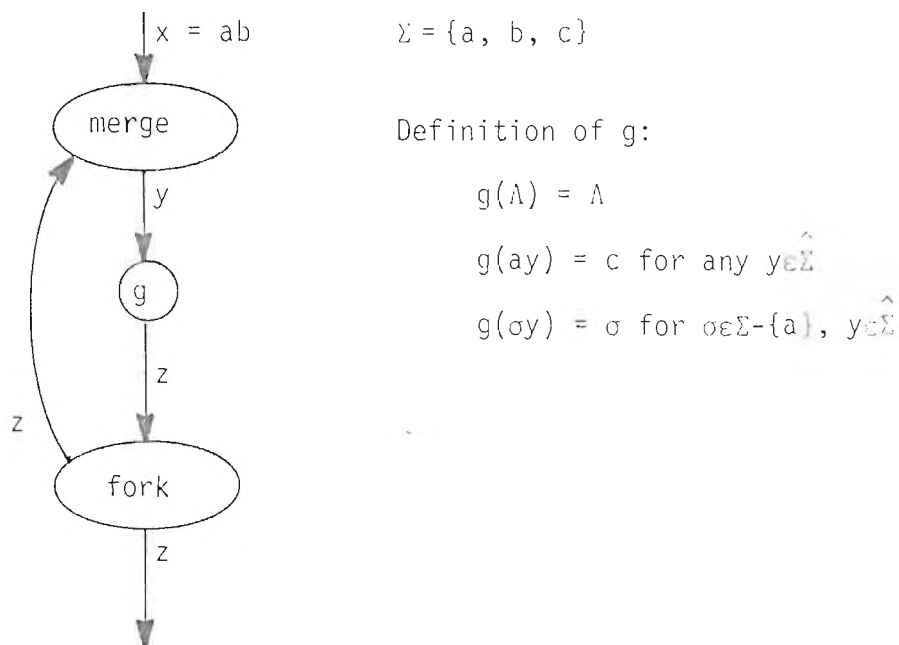 x = ab
Σ = {a, b, c}
merge
Definition of g:
y
g(Λ) = Λ
g
g(ay) = c for any yεΣ̂
g(σy) = σ for σεΣ-{a}, yεΣ̂
z
z
fork
z